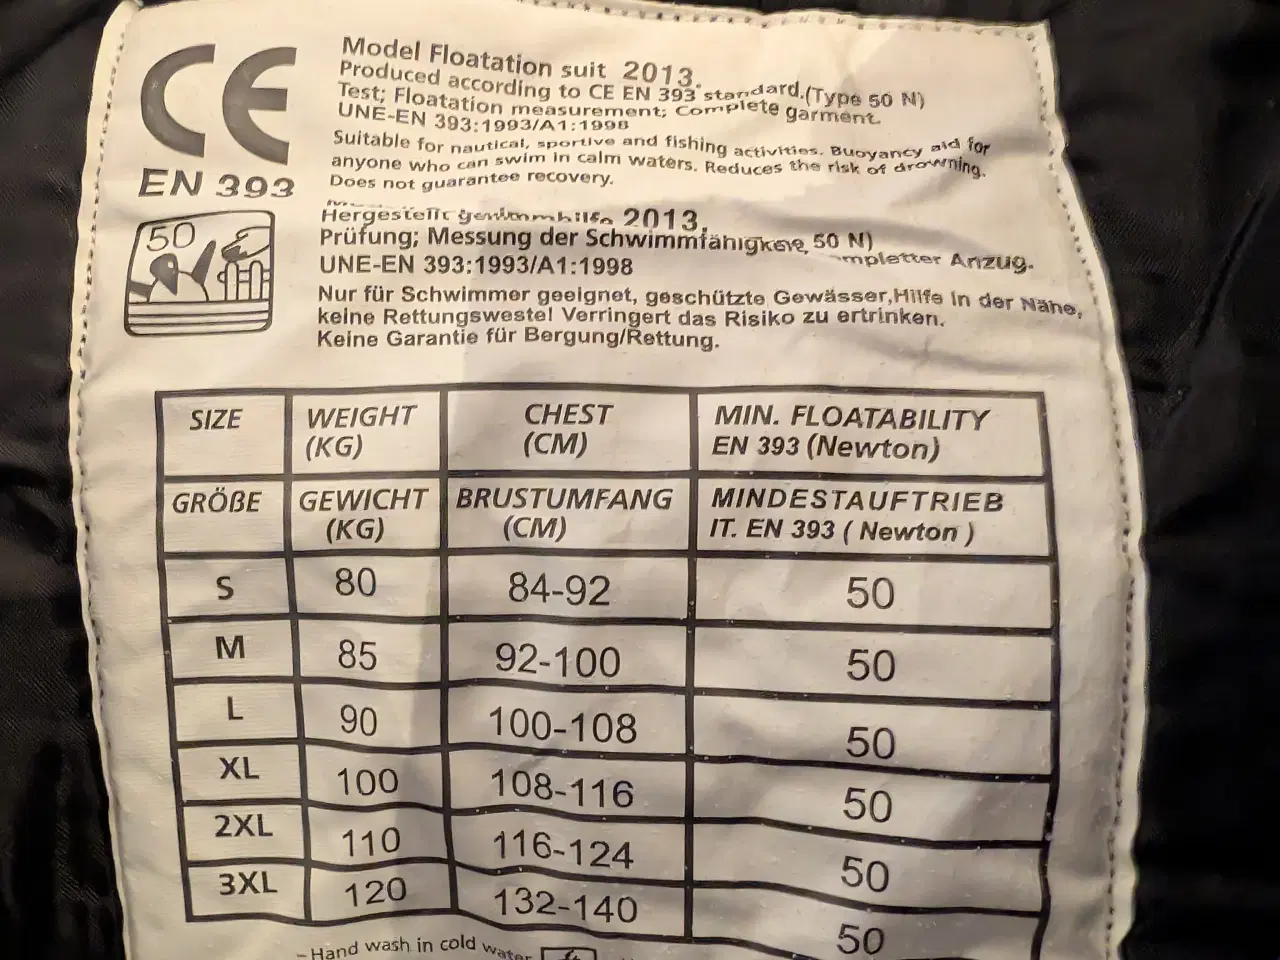 CE
EN 393
50
Model Floatation suit 2013.
Produced according to CE EN 393 standard.(Type 50 N)
Test; Floatation measurement; Complete garment.
UNE-EN 393:1993/A1:1998
Suitable for nautical, sportive and fishing activities. Buoyancy aid for
anyone who can swim in calm waters. Reduces the risk of drowning.
Does not guarantee recovery.
Hergestellt 2013,
Prüfung; Messung der Schwimmfähigkeit, 50 N)
Anzug.
UNE-EN 393:1993/A1:1998
Nur für Schwimmer geeignet, geschützte Gewässer,Hilfe in der Nähe,
keine Rettungsweste! Verringert das Risiko zu ertrinken.
Keine Garantie für Bergung/Rettung.
SIZE WEIGHT (KG) CHEST (CM) MIN. FLOATABILITY EN 393 (Newton)
GRÖßE GEWICHT (KG) BRUSTUMFANG (CM) MINDESTAUFTRIEB IT. EN 393 ( Newton )
S 80 84-92 50
M 85 92-100 50
L 90 100-108 50
XL 100 108-116 50
2XL 110 116-124 50
3XL 120 132-140 50
-Hand wash in cold water